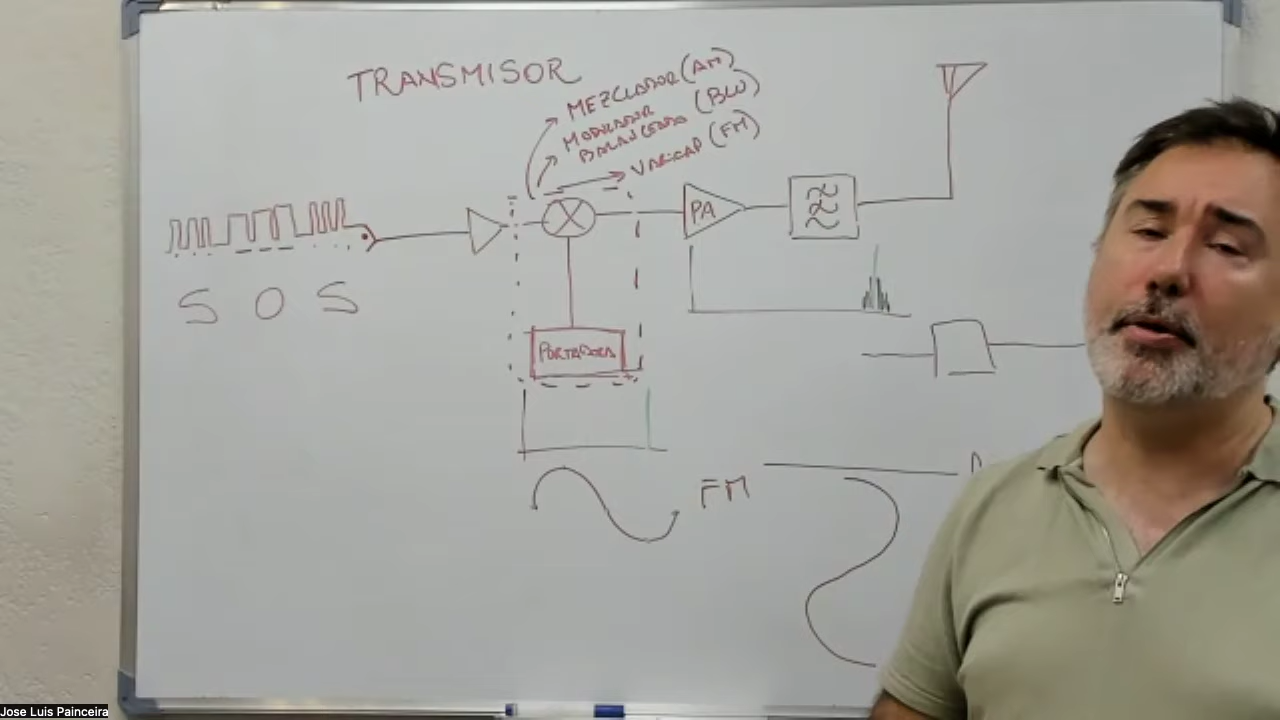 TRANSMISOR
MEZCLADOR (AM)
MODULADOR
BALANCEADO (BLU)
VARICAP (FM)
PA
S O S
PORTADORA
FM
Jose Luis Painceira